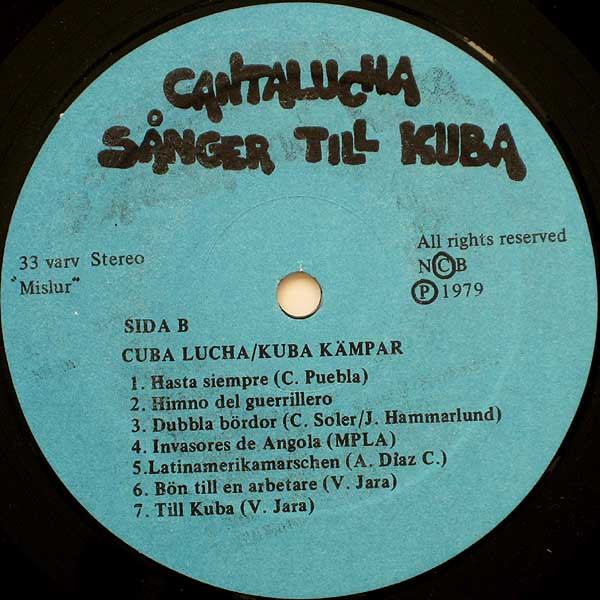 CANTALUCHA
SÅNGER TILL KUBA
33 varv Stereo
"Mislur"
All rights reserved
NCB
P 1979
SIDA B
CUBA LUCHA/KUBA KÄMPAR
1. Hasta siempre (C. Puebla)
2. Himno del guerrillero
3. Dubbla bördor (C. Soler/J. Hammarlund)
4. Invasores de Angola (MPLA)
5.Latinamerikamarschen (A. Diaz C.)
6. Bön till en arbetare (V. Jara)
7. Till Kuba (V. Jara)